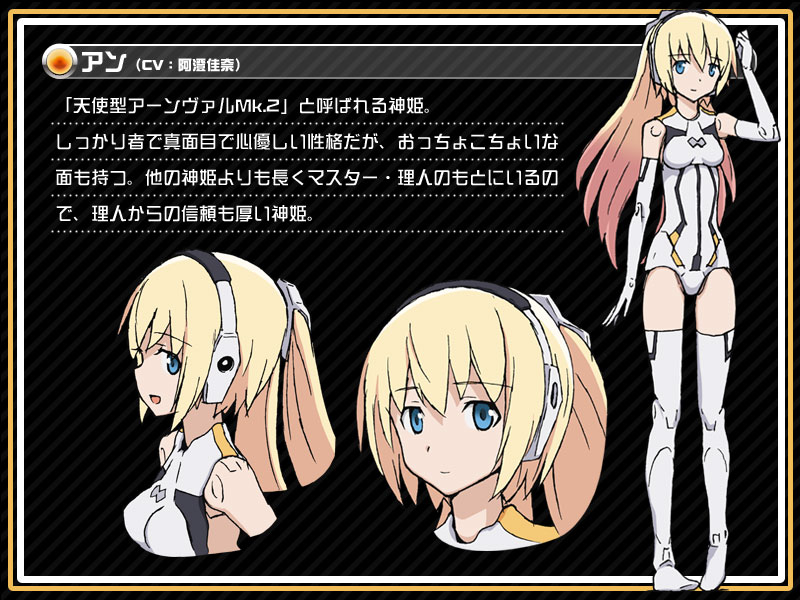 アン（CV：阿澄佳奈）
「天使型アーンヴァルMk.2」と呼ばれる神姫。
しっかり者で真面目で心優しい性格だが、おっちょこちょいな
面も持つ。他の神姫よりも長くマスター・理人のもとにいるの
で、理人からの信頼も厚い神姫。